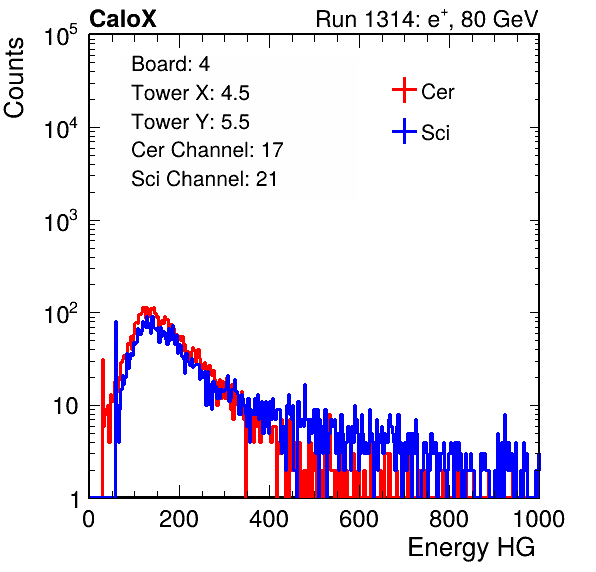 CaloX Run 1314: e⁺, 80 GeV
Counts
10⁵
10⁴
10³
10²
10
1
Board: 4
Tower X: 4.5
Tower Y: 5.5
Cer Channel: 17
Sci Channel: 21
Cer
Sci
0 200 400 600 800 1000
Energy HG